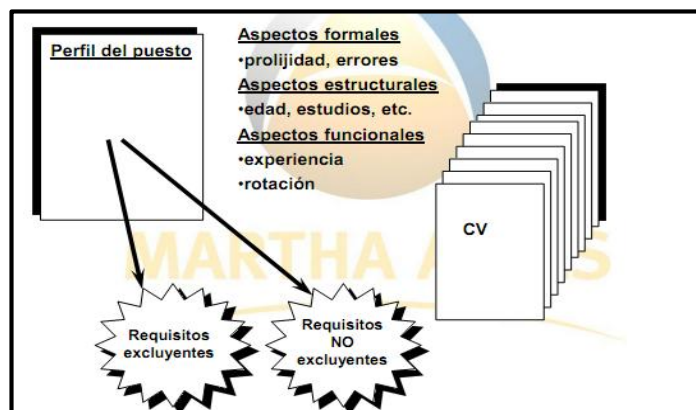 Perfil del puesto
Aspectos formales
•prolijidad, errores
Aspectos estructurales
•edad, estudios, etc.
Aspectos funcionales
•experiencia
•rotación
CV
MARTHA
Requisitos
excluyentes
Requisitos
NO
excluyentes